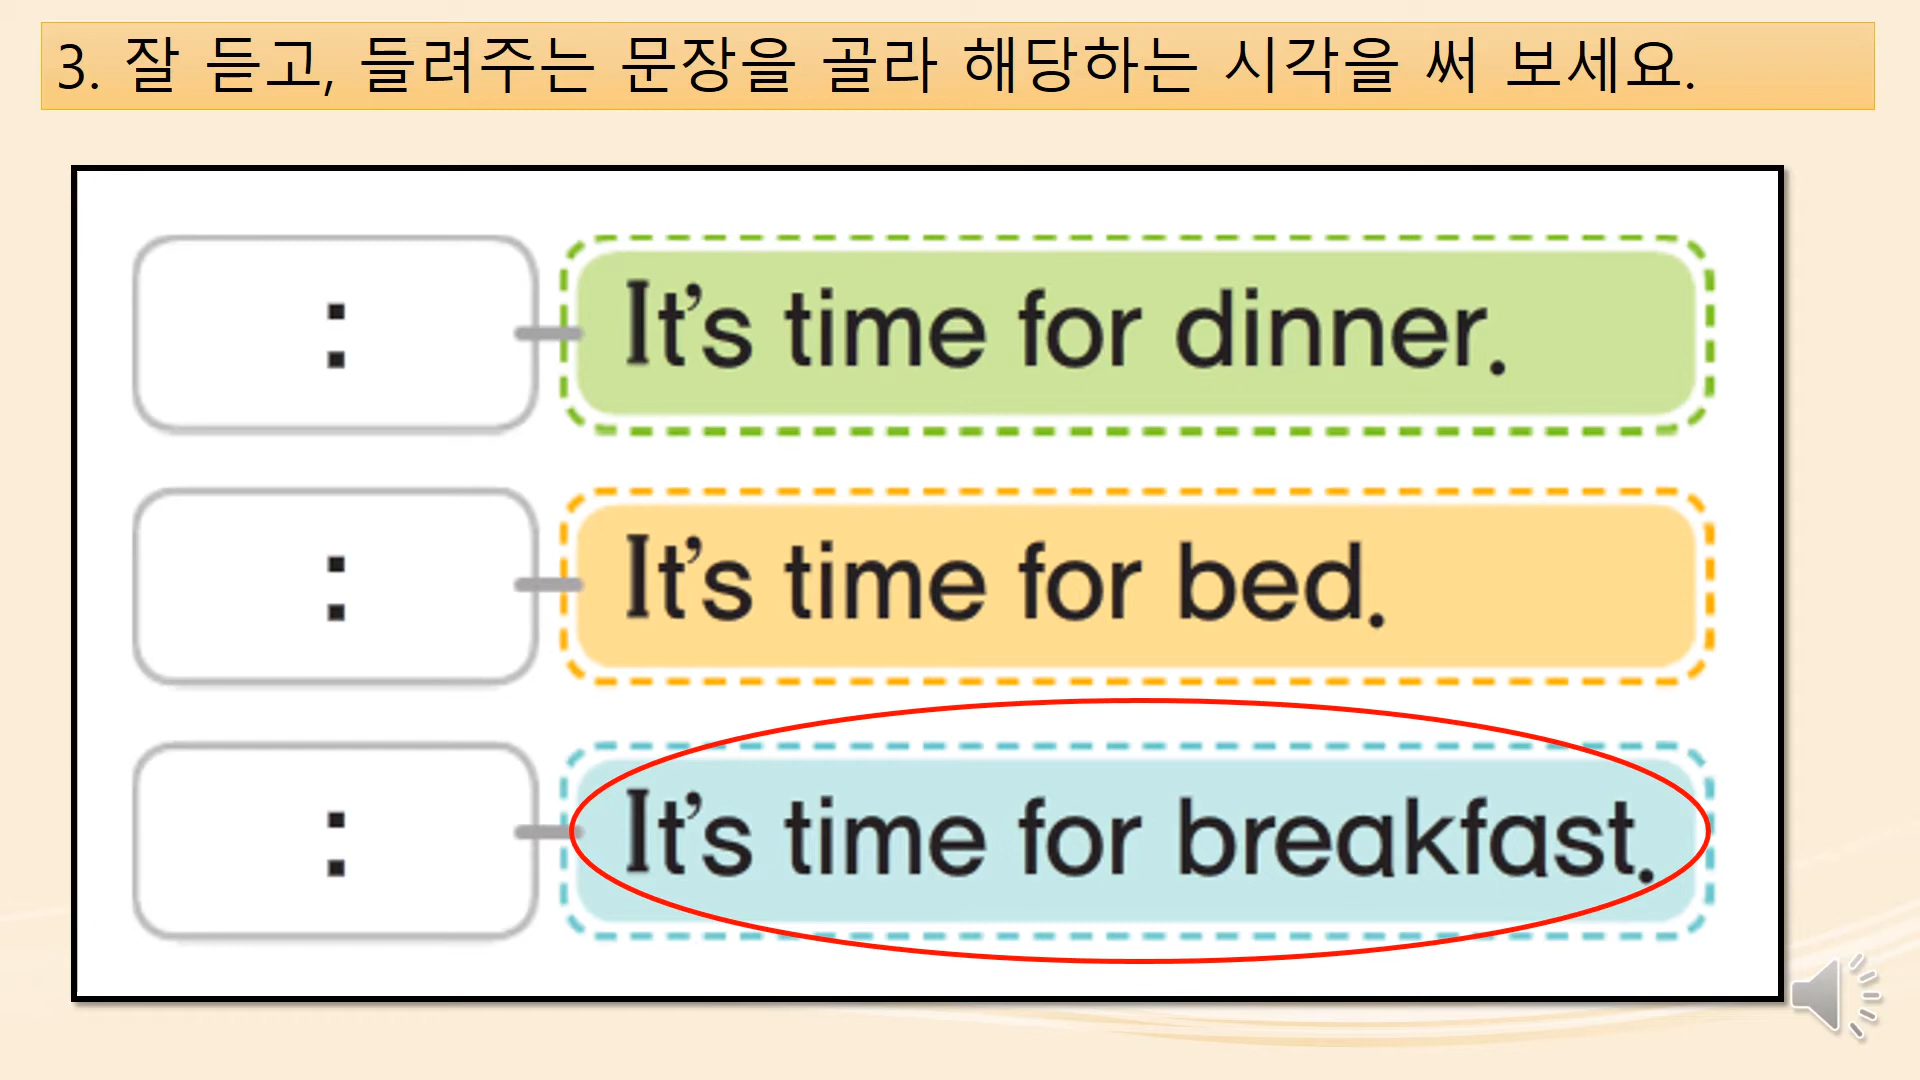 3. 잘 듣고, 들려주는 문장을 골라 해당하는 시각을 써 보세요.
: It's time for dinner.
: It's time for bed.
: It's time for breakfast.